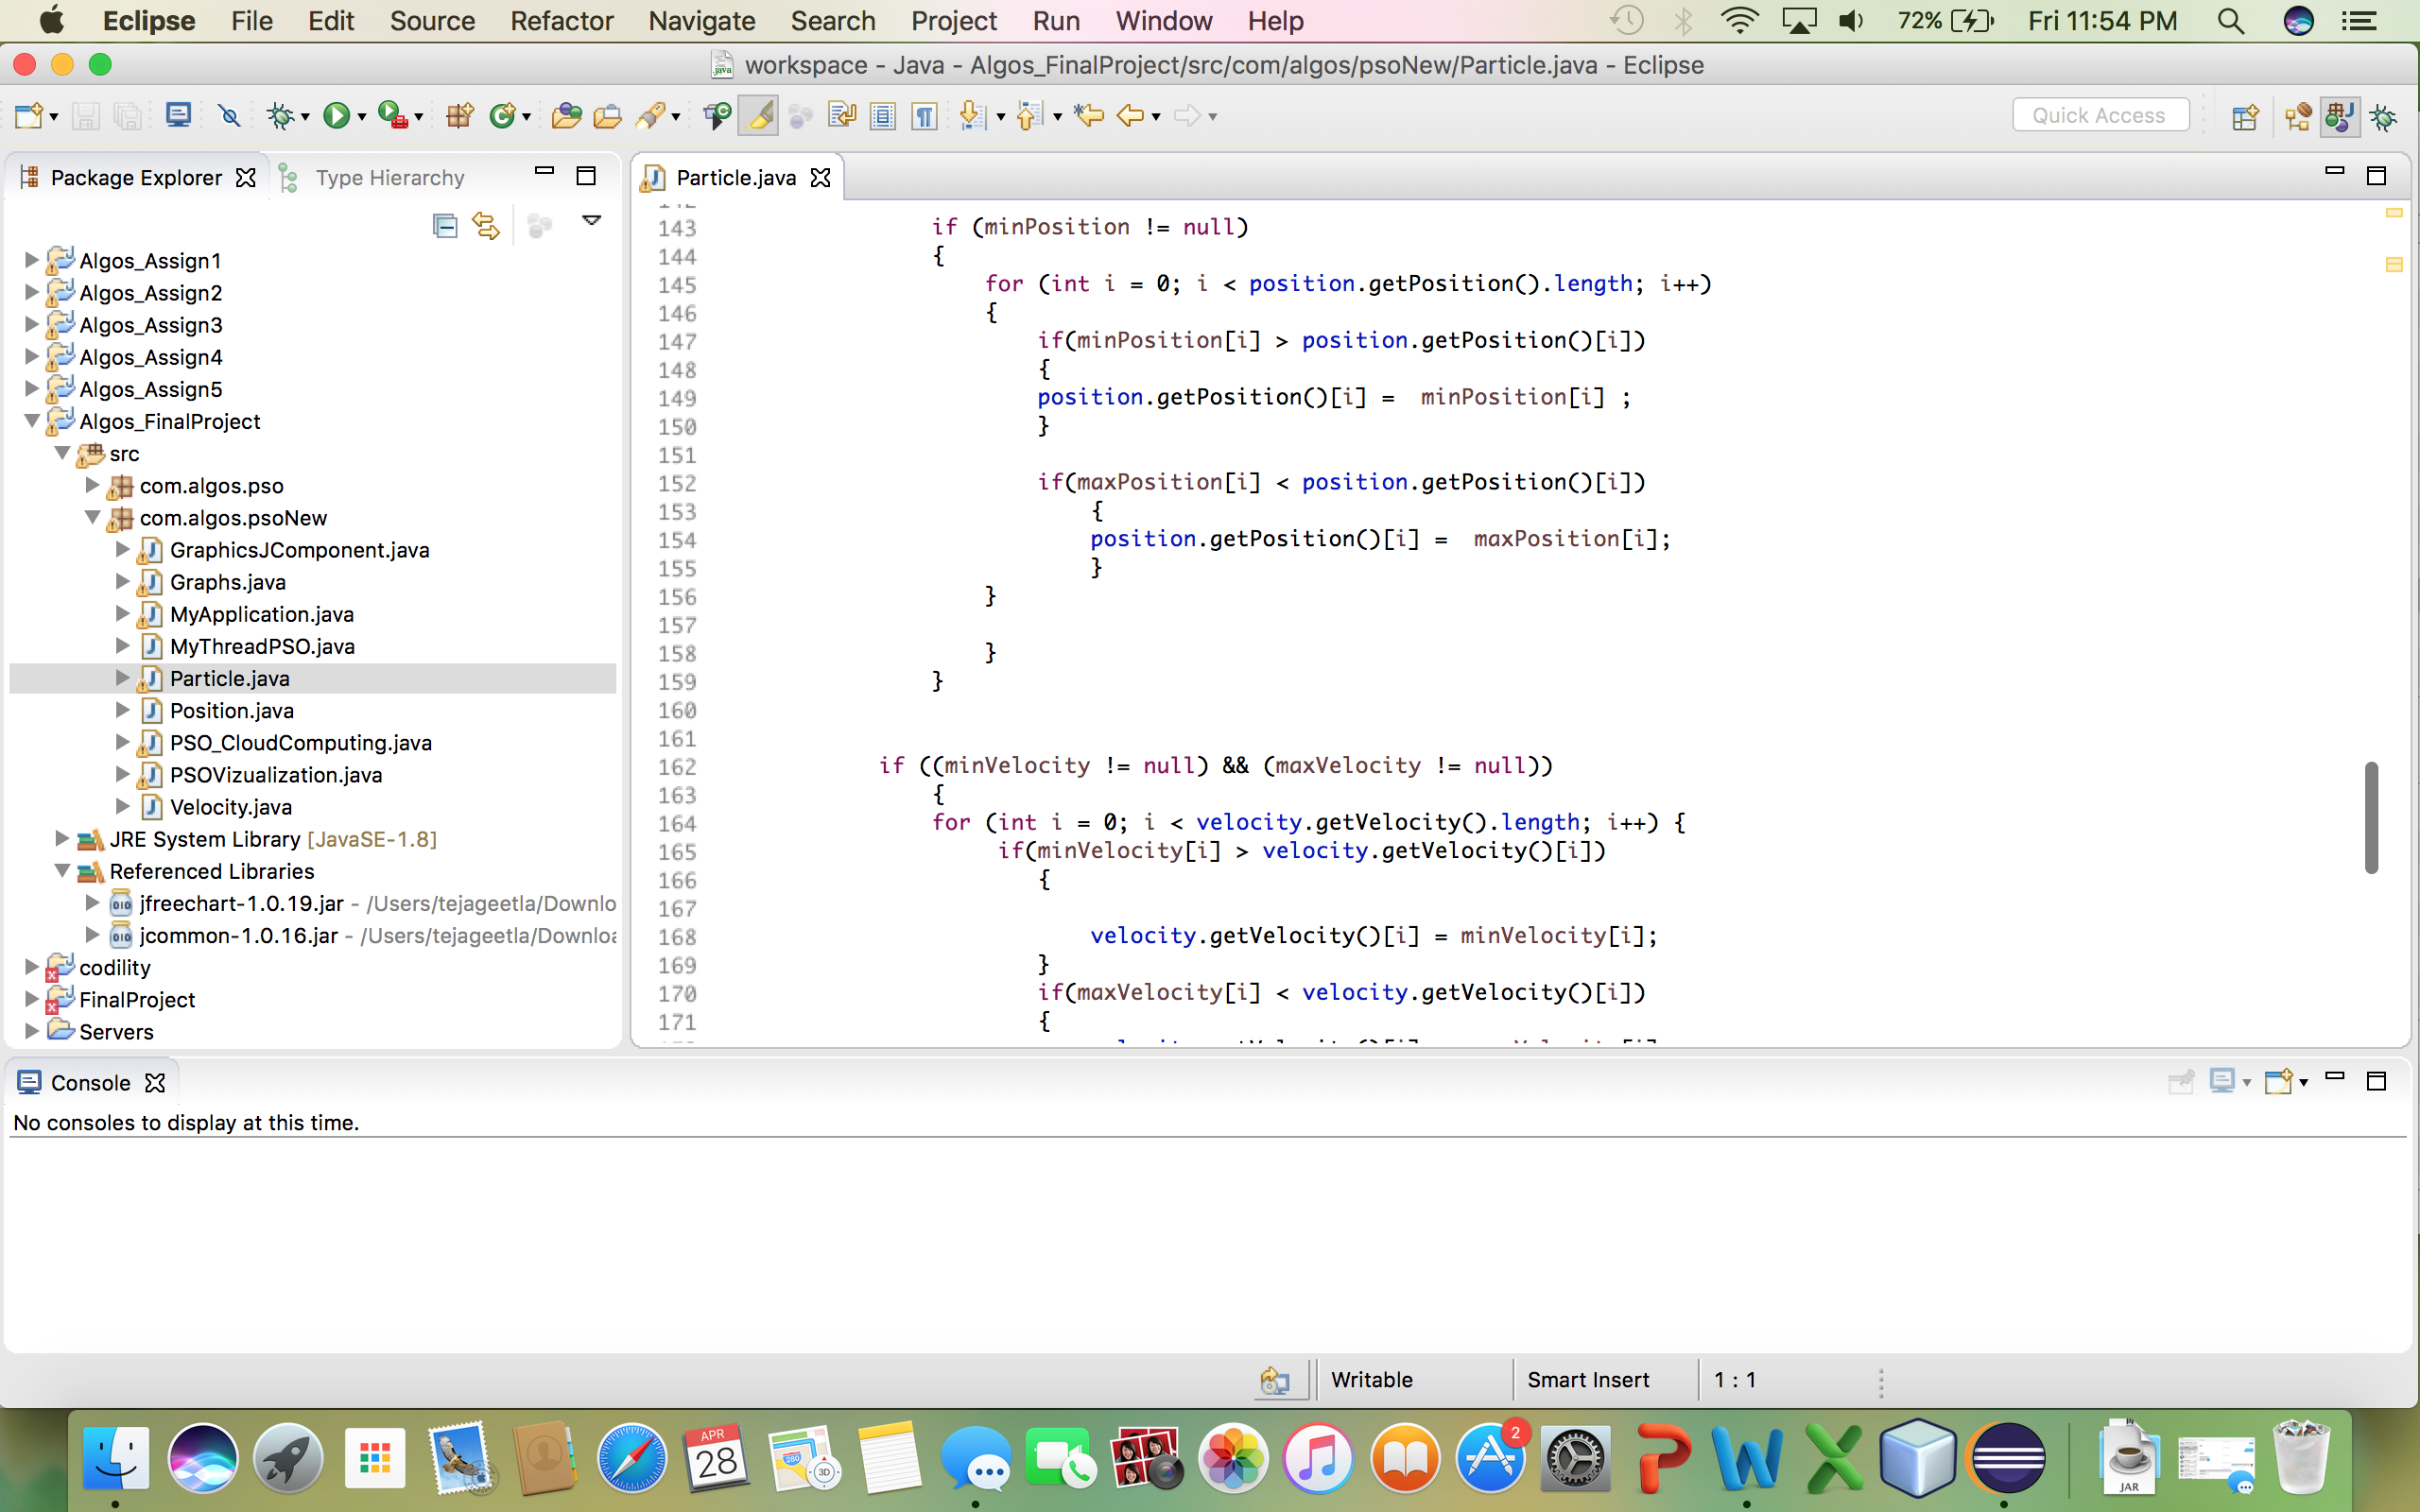 Eclipse File Edit Source Refactor Navigate Search Project Run Window Help 72% Fri 11:54 PM
workspace - Java - Algos_FinalProject/src/com/algos/psoNew/Particle.java - Eclipse
Quick Access
Package Explorer Type Hierarchy
Algos_Assign1
Algos_Assign2
Algos_Assign3
Algos_Assign4
Algos_Assign5
Algos_FinalProject
src
com.algos.pso
com.algos.psoNew
GraphicsJComponent.java
Graphs.java
MyApplication.java
MyThreadPSO.java
Particle.java
Position.java
PSO_CloudComputing.java
PSOVizualization.java
Velocity.java
JRE System Library [JavaSE-1.8]
Referenced Libraries
jfreechart-1.0.19.jar - /Users/tejageetla/Downlo
jcommon-1.0.16.jar - /Users/tejageetla/Downloa
codility
FinalProject
Servers
Particle.java
143 if (minPosition != null)
144 {
145 for (int i = 0; i < position.getPosition().length; i++)
146 {
147 if(minPosition[i] > position.getPosition()[i])
148 {
149 position.getPosition()[i] =  minPosition[i] ;
150 }
151
152 if(maxPosition[i] < position.getPosition()[i])
153 {
154 position.getPosition()[i] =  maxPosition[i];
155 }
156 }
157
158 }
159 }
160
161
162 if ((minVelocity != null) && (maxVelocity != null))
163 {
164 for (int i = 0; i < velocity.getVelocity().length; i++) {
165 if(minVelocity[i] > velocity.getVelocity()[i])
166 {
167
168 velocity.getVelocity()[i] = minVelocity[i];
169 }
170 if(maxVelocity[i] < velocity.getVelocity()[i])
171 {
Console
No consoles to display at this time.
Writable Smart Insert 1 : 1
APR
28
280
3D
2
JAR